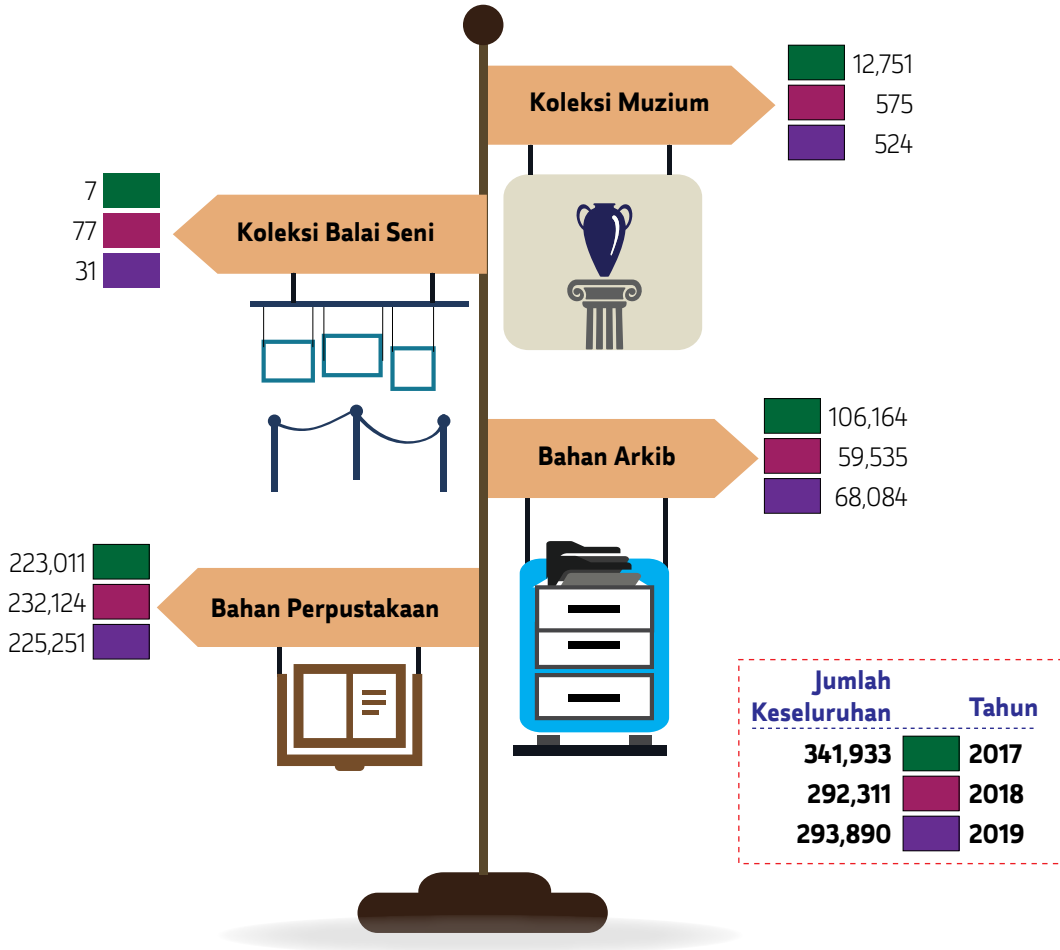 Koleksi Muzium
12,751
575
524
7
77
31
Koleksi Balai Seni
Bahan Arkib
106,164
59,535
68,084
223,011
232,124
225,251
Bahan Perpustakaan
Jumlah
Keseluruhan Tahun
341,933 2017
292,311 2018
293,890 2019